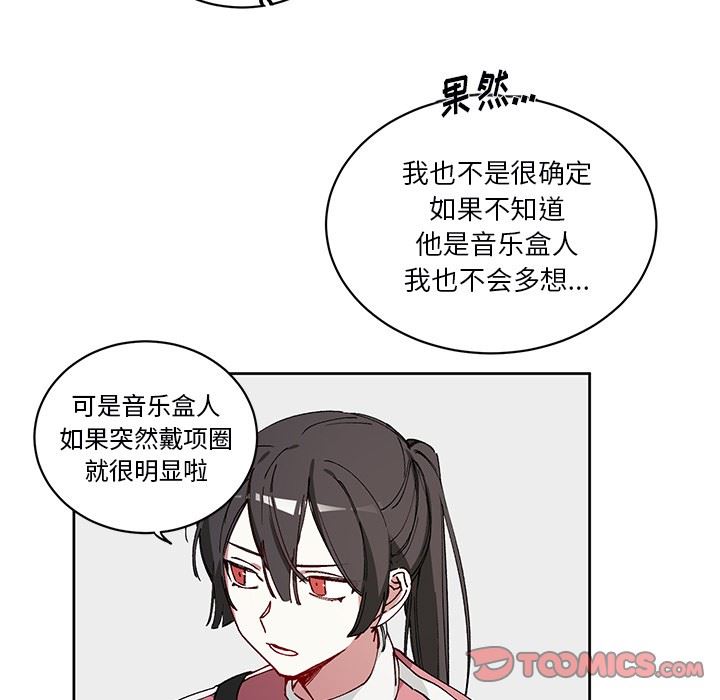 果然...
我也不是很确定
如果不知道
他是音乐盒人
我也不会多想...
可是音乐盒人
如果突然戴项圈
就很明显啦
TOOMICS.COM